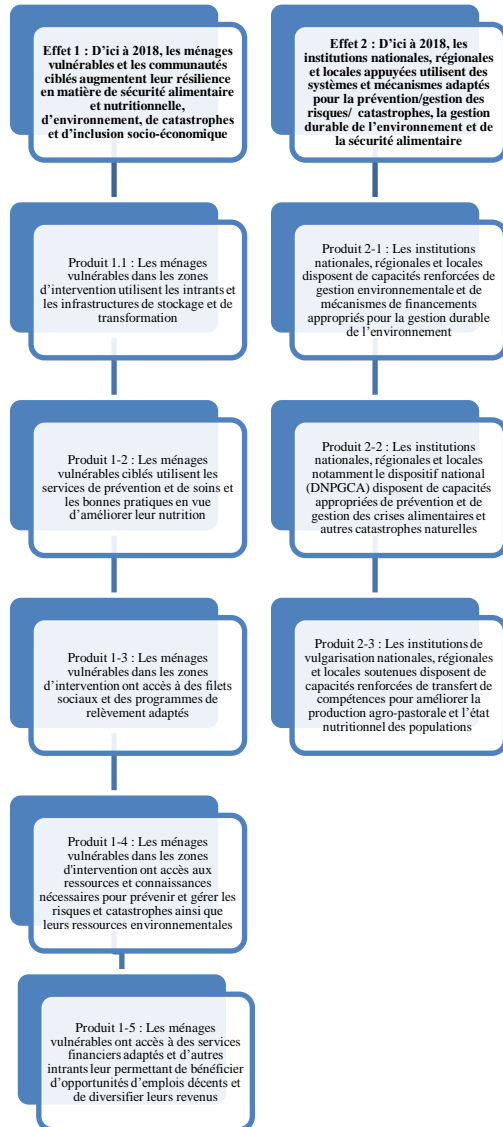 Effet 1 : D’ici à 2018, les ménages
vulnérables et les communautés
ciblés augmentent leur résilience
en matière de sécurité alimentaire
et nutritionnelle,
d’environnement, de catastrophes
et d’inclusion socio-économique
Produit 1.1 : Les ménages
vulnérables dans les zones
d’intervention utilisent les intrants et
les infrastructures de stockage et de
transformation
Produit 1-2 : Les ménages
vulnérables ciblés utilisent les
services de prévention et de soins et
les bonnes pratiques en vue
d’améliorer leur nutrition
Produit 1-3 : Les ménages
vulnérables dans les zones
d’intervention ont accès à des filets
sociaux et des programmes de
relèvement adaptés
Produit 1-4 : Les ménages
vulnérables dans les zones
d'intervention ont accès aux
ressources et connaissances
nécessaires pour prévenir et gérer les
risques et catastrophes ainsi que
leurs ressources environnementales
Produit 1-5 : Les ménages
vulnérables ont accès à des services
financiers adaptés et d’autres
intrants leur permettant de bénéficier
d’opportunités d’emplois décents et
de diversifier leurs revenus
Effet 2 : D’ici à 2018, les
institutions nationales, régionales
et locales appuyées utilisent des
systèmes et mécanismes adaptés
pour la prévention/gestion des
risques/ catastrophes, la gestion
durable de l’environnement et de
la sécurité alimentaire
Produit 2-1 : Les institutions
nationales, régionales et locales
disposent de capacités renforcées de
gestion environnementale et de
mécanismes de financements
appropriés pour la gestion durable
de l’environnement
Produit 2-2 : Les institutions
nationales, régionales et locales
notamment le dispositif national
(DNPGCA) disposent de capacités
appropriées de prévention et de
gestion des crises alimentaires et
autres catastrophes naturelles
Produit 2-3 : Les institutions de
vulgarisation nationales, régionales
et locales soutenues disposent de
capacités renforcées de transfert de
compétences pour améliorer la
production agro-pastorale et l’état
nutritionnel des populations